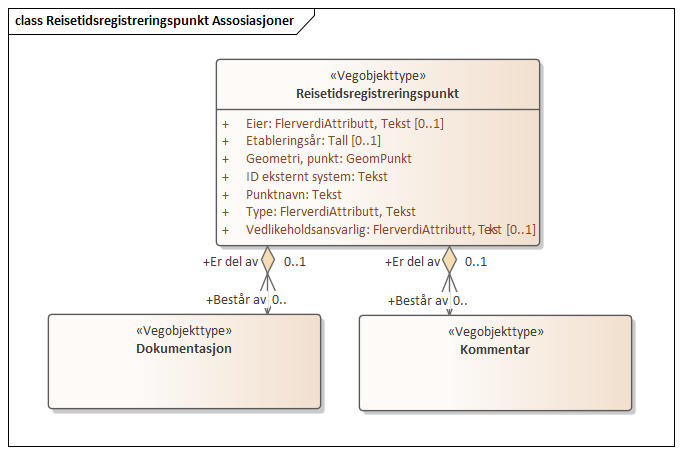 class Reisetidsregistreringspunkt Assosiasjoner
«Vegobjekttype»
Reisetidsregistreringspunkt
+ Eier: FlerverdiAttributt, Tekst [0..1]
+ Etableringsår: Tall [0..1]
+ Geometri, punkt: GeomPunkt
+ ID eksternt system: Tekst
+ Punktnavn: Tekst
+ Type: FlerverdiAttributt, Tekst
+ Vedlikeholdsansvarlig: FlerverdiAttributt, Tekst [0..1]
+Er del av 0..1 +Er del av 0..1
+Består av 0.. +Består av 0..
«Vegobjekttype» «Vegobjekttype»
Dokumentasjon Kommentar